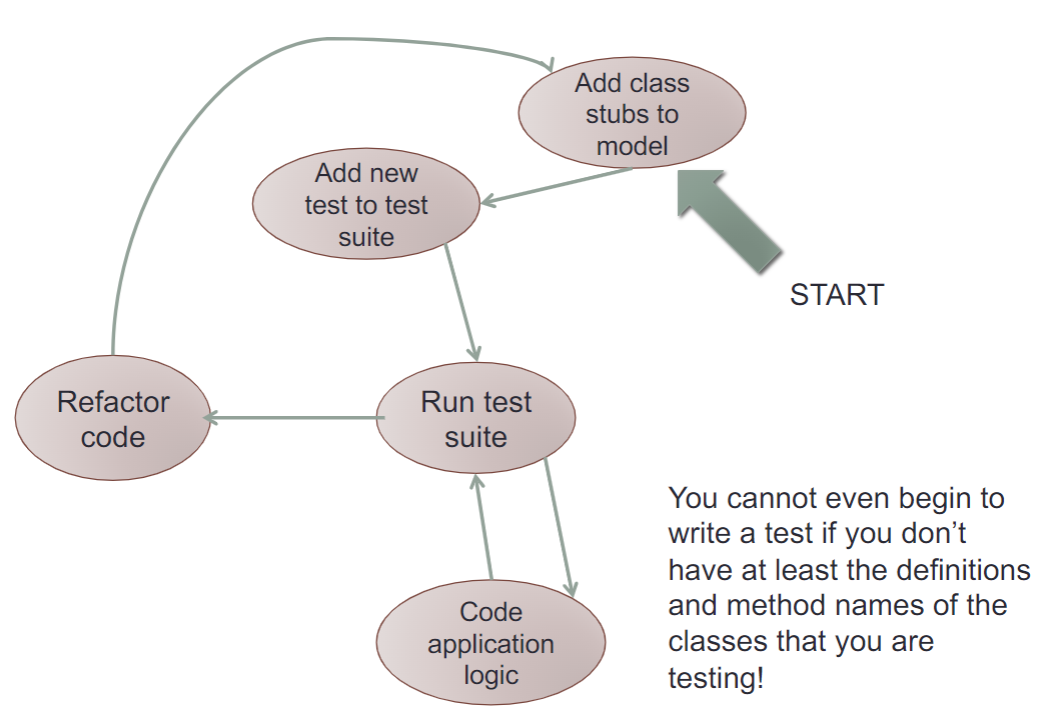 Add class
stubs to
model
Add new
test to test
suite
START
Refactor
code
Run test
suite
You cannot even begin to
write a test if you don’t
have at least the definitions
and method names of the
classes that you are
testing!
Code
application
logic